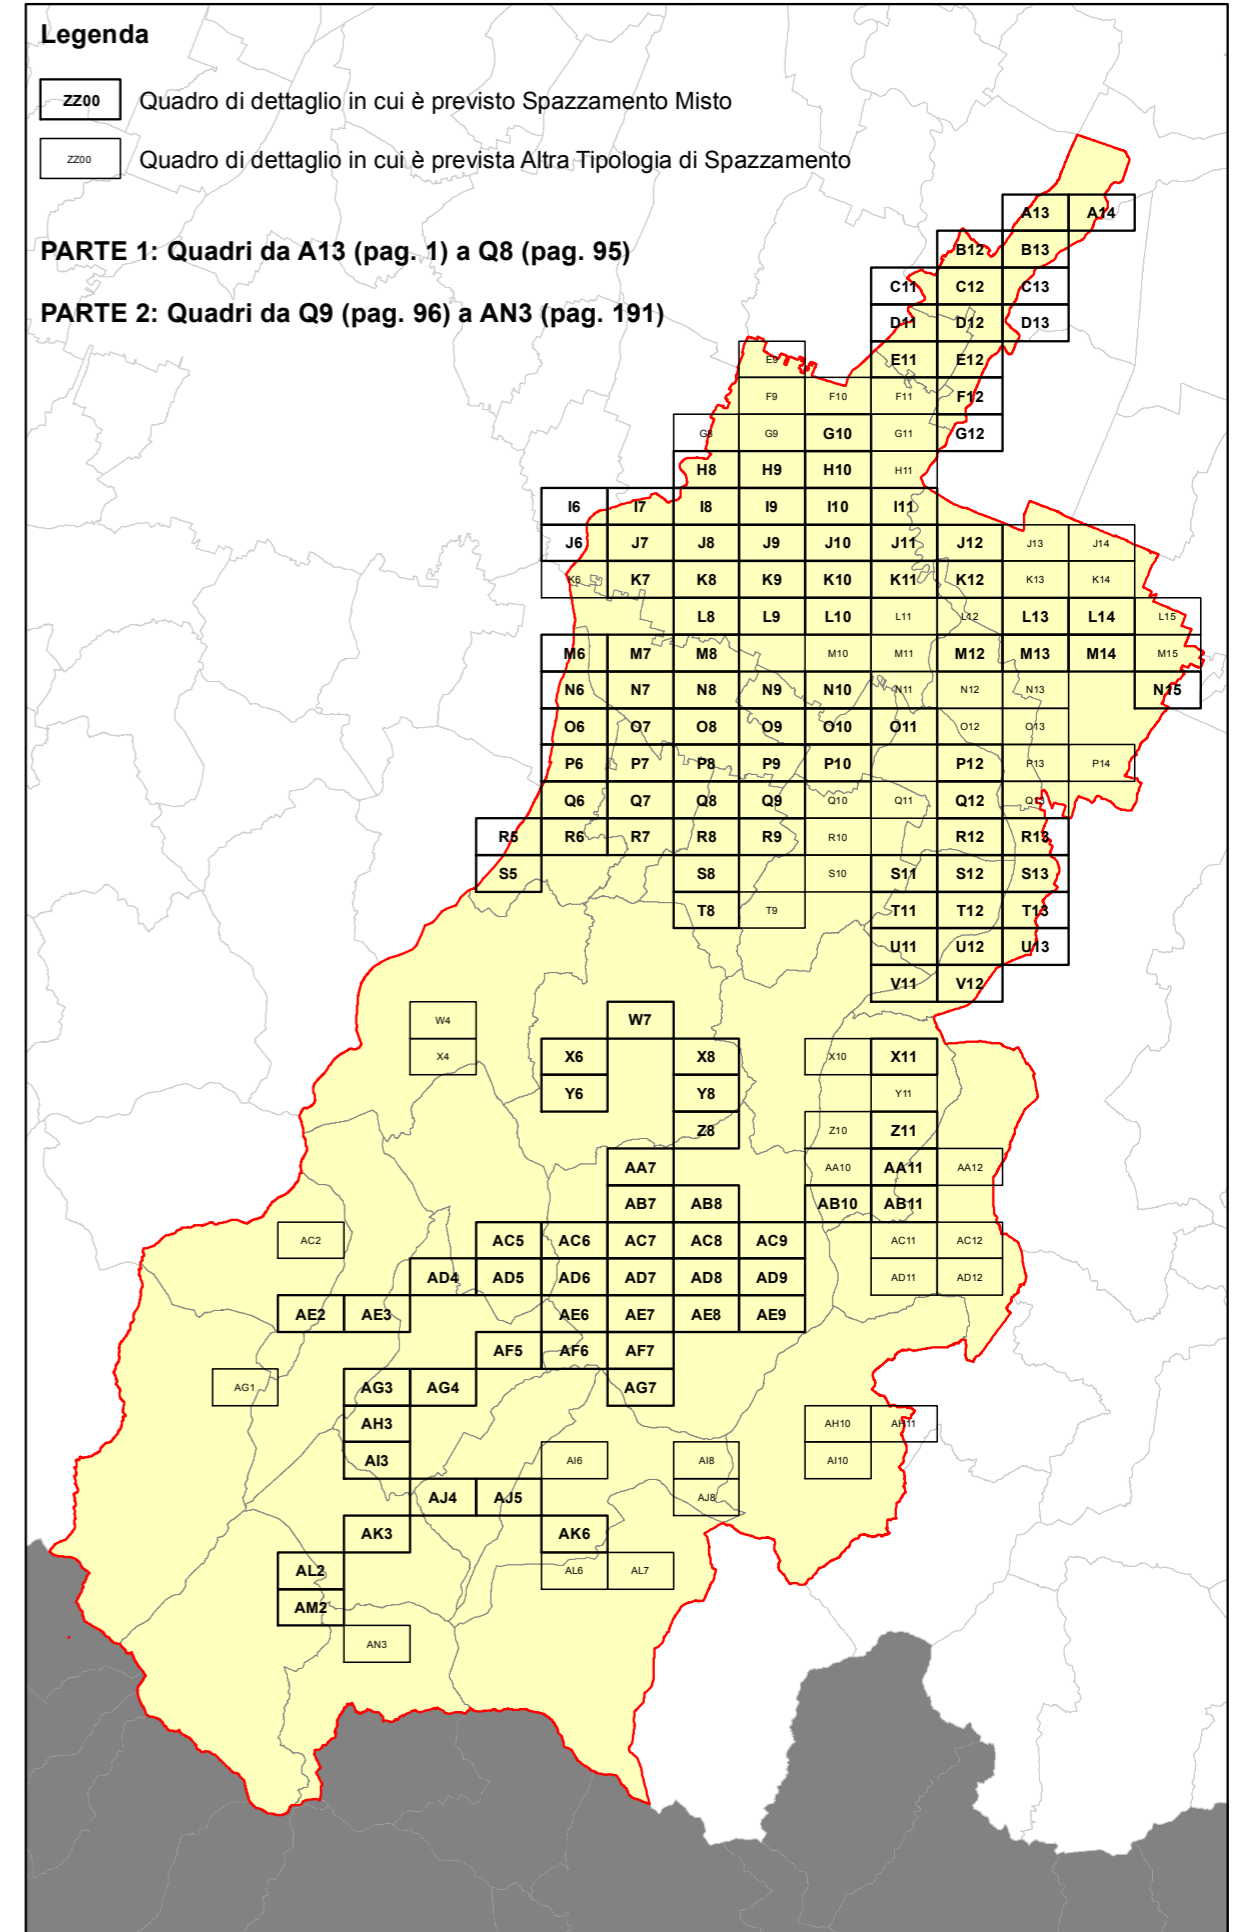 Legenda
ZZ00 Quadro di dettaglio in cui è previsto Spazzamento Misto
ZZ00 Quadro di dettaglio in cui è prevista Altra Tipologia di Spazzamento
PARTE 1: Quadri da A13 (pag. 1) a Q8 (pag. 95)
PARTE 2: Quadri da Q9 (pag. 96) a AN3 (pag. 191)
A13 A14
B12 B13
C11 C12 C13
D11 D12 D13
E9 E11 E12
F9 F10 F11 F12
G8 G9 G10 G11 G12
H8 H9 H10 H11
I6 I7 I8 I9 I10 I11
J6 J7 J8 J9 J10 J11 J12 J13 J14
K6 K7 K8 K9 K10 K11 K12 K13 K14
L8 L9 L10 L11 L12 L13 L14 L15
M6 M7 M8 M10 M11 M12 M13 M14 M15
N6 N7 N8 N9 N10 N11 N12 N13 N15
O6 O7 O8 O9 O10 O11 O12 O13
P6 P7 P8 P9 P10 P12 P13 P14
Q6 Q7 Q8 Q9 Q10 Q11 Q12 Q13
R5 R6 R7 R8 R9 R10 R12 R13
S5 S8 S10 S11 S12 S13
T8 T9 T11 T12 T13
U11 U12 U13
V11 V12
W4 W7
X4 X6 X8 X10 X11
Y6 Y8 Y11
Z8 Z10 Z11
AA7 AA10 AA11 AA12
AB7 AB8 AB10 AB11
AC2 AC5 AC6 AC7 AC8 AC9 AC11 AC12
AD4 AD5 AD6 AD7 AD8 AD9 AD11 AD12
AE2 AE3 AE6 AE7 AE8 AE9
AF5 AF6 AF7
AG1 AG3 AG4 AG7
AH3 AH10 AH11
AI3 AI6 AI8 AI10
AJ4 AJ5 AJ8
AK3 AK6
AL2 AL6 AL7
AM2
AN3